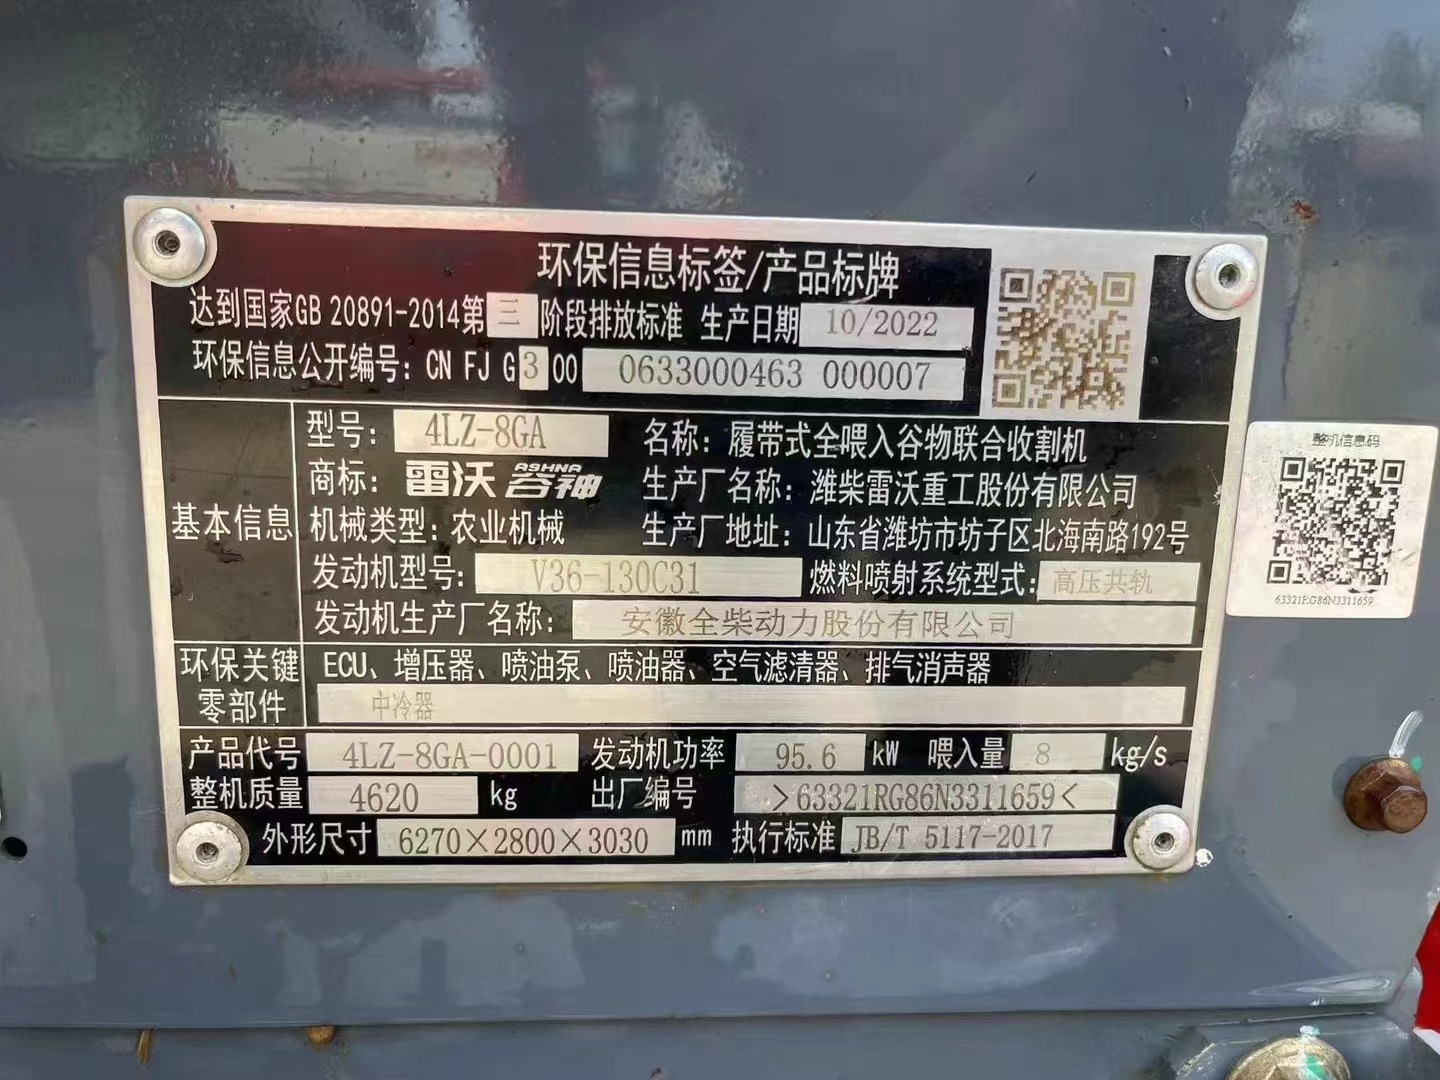 环保信息标签/产品标牌
达到国家GB 20891-2014第三阶段排放标准 生产日期 10/2022
环保信息公开编号: CN FJ G3 00 0633000463 000007
基本信息
型号: 4LZ-8GA 名称: 履带式全喂入谷物联合收割机
商标: 雷沃 ASHNA 谷神 生产厂名称: 潍柴雷沃重工股份有限公司
机械类型: 农业机械 生产厂地址: 山东省潍坊市坊子区北海南路192号
发动机型号: V36-130C31 燃料喷射系统型式: 高压共轨
发动机生产厂名称: 安徽全柴动力股份有限公司
环保关键零部件 ECU、增压器、喷油泵、喷油器、空气滤清器、排气消声器
中冷器
产品代号 4LZ-8GA-0001 发动机功率 95.6 kW 喂入量 8 kg/s
整机质量 4620 kg 出厂编号 >63321RG86N3311659<
外形尺寸 6270×2800×3030 mm 执行标准 JB/T 5117-2017
整机信息码
63321RG86N3311659